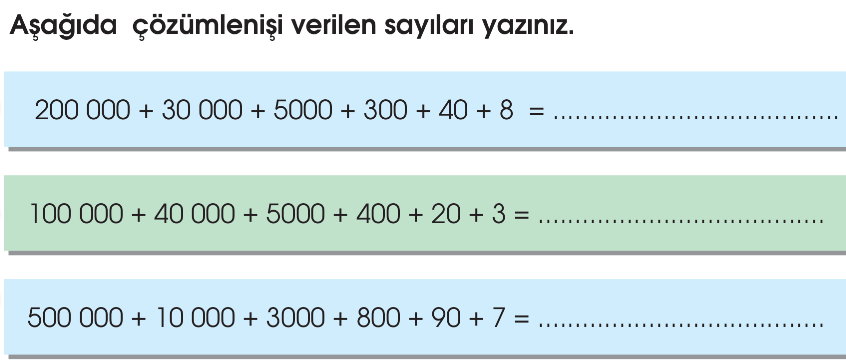 Aşağıda çözümlenişi verilen sayıları yazınız.
200 000 + 30 000 + 5000 + 300 + 40 + 8 = .......................................
100 000 + 40 000 + 5000 + 400 + 20 + 3 = .......................................
500 000 + 10 000 + 3000 + 800 + 90 + 7 = .......................................